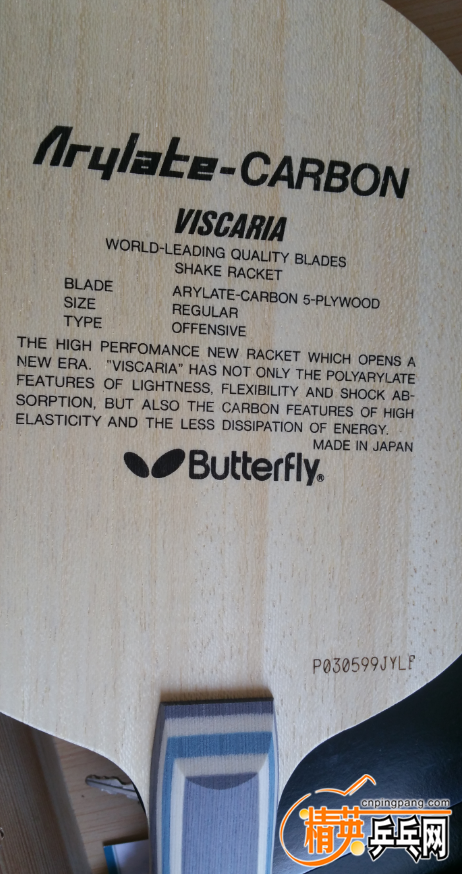 Arylate-CARBON
VISCARIA
WORLD-LEADING QUALITY BLADES
SHAKE RACKET
BLADE ARYLATE-CARBON 5-PLYWOOD
SIZE REGULAR
TYPE OFFENSIVE
THE HIGH PERFOMANCE NEW RACKET WHICH OPENS A
NEW ERA. "VISCARIA" HAS NOT ONLY THE POLYARYLATE
FEATURES OF LIGHTNESS, FLEXIBILITY AND SHOCK AB-
SORPTION, BUT ALSO THE CARBON FEATURES OF HIGH
ELASTICITY AND THE LESS DISSIPATION OF ENERGY.
MADE IN JAPAN
Butterfly®
P030599JYLF
cnpingpang.com
精英乒乓网